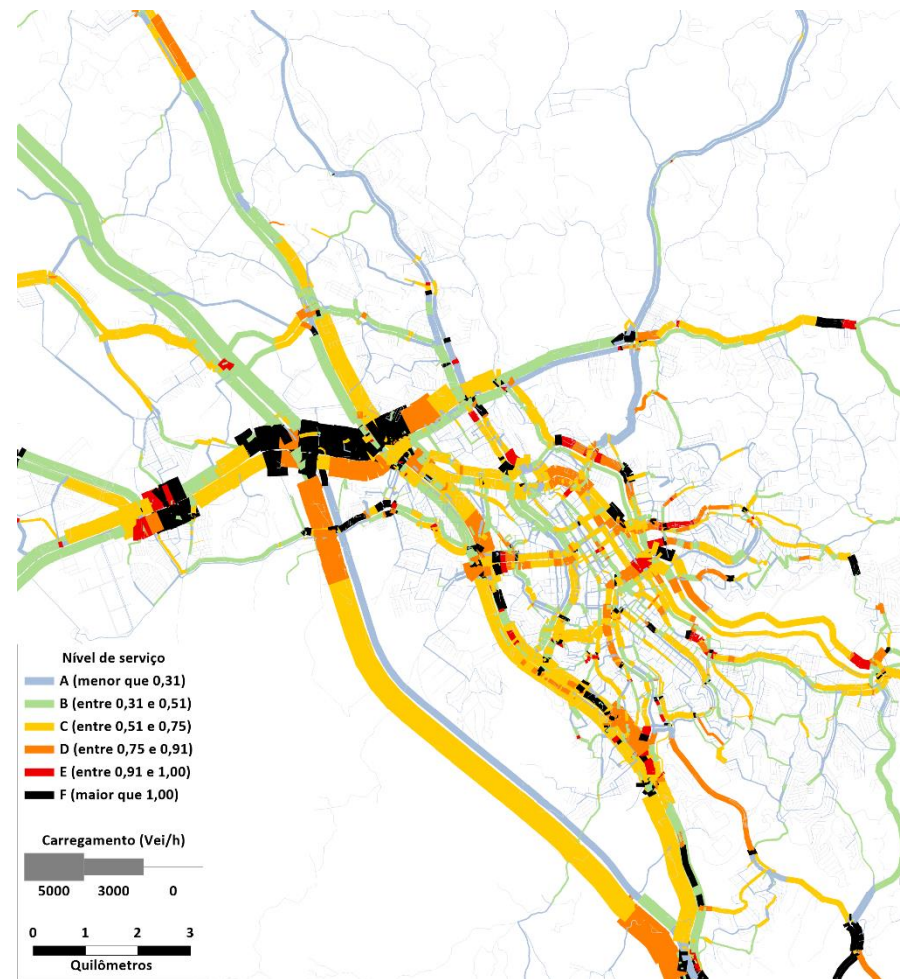 Nível de serviço
A (menor que 0,31)
B (entre 0,31 e 0,51)
C (entre 0,51 e 0,75)
D (entre 0,75 e 0,91)
E (entre 0,91 e 1,00)
F (maior que 1,00)
Carregamento (Vei/h)
5000 3000 0
0 1 2 3
Quilômetros